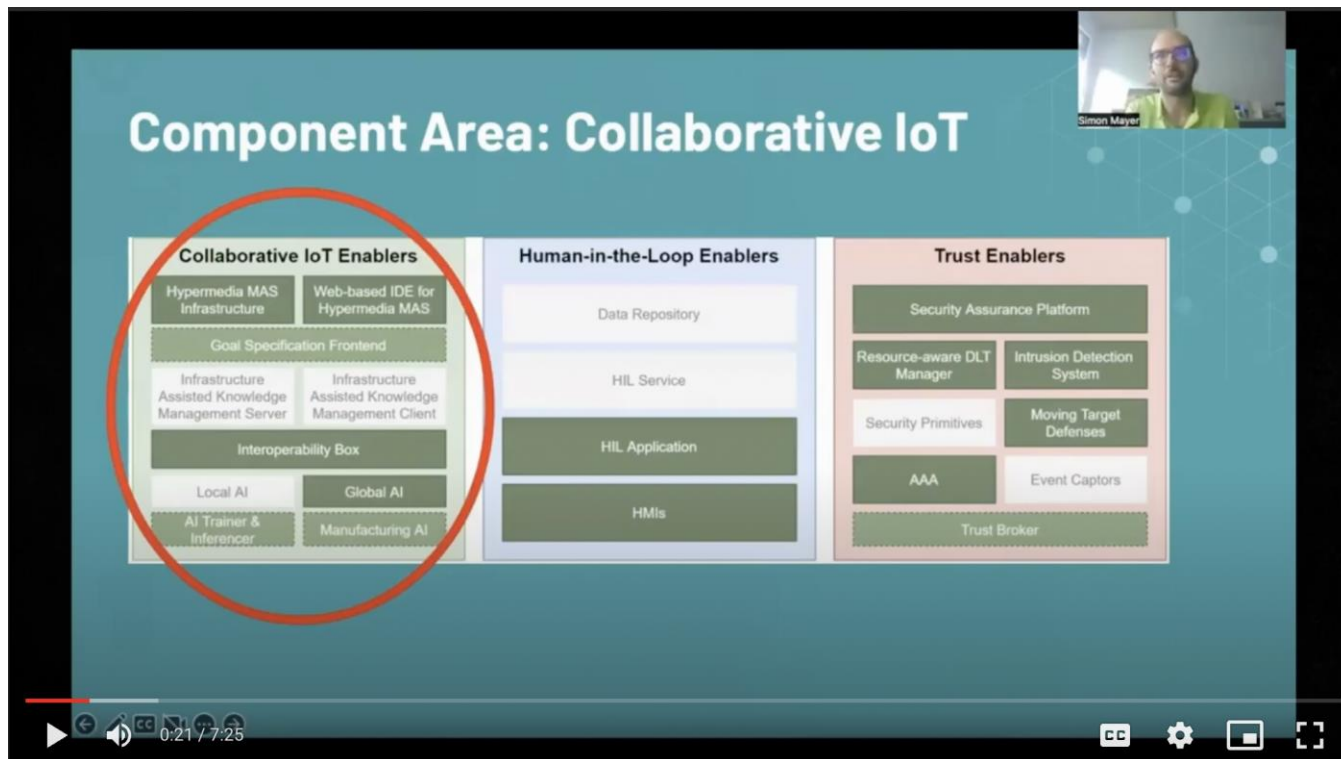 Simon Mayer
Component Area: Collaborative IoT
Collaborative IoT Enablers
Hypermedia MAS
Infrastructure
Web-based IDE for
Hypermedia MAS
Goal Specification Frontend
Infrastructure
Assisted Knowledge
Management Server
Infrastructure
Assisted Knowledge
Management Client
Interoperability Box
Local AI
Global AI
AI Trainer &
Inferencer
Manufacturing AI
Human-in-the-Loop Enablers
Data Repository
HIL Service
HIL Application
HMIs
Trust Enablers
Security Assurance Platform
Resource-aware DLT
Manager
Intrusion Detection
System
Security Primitives
Moving Target
Defenses
AAA
Event Captors
Trust Broker
CC
0:21 / 7:25
CC